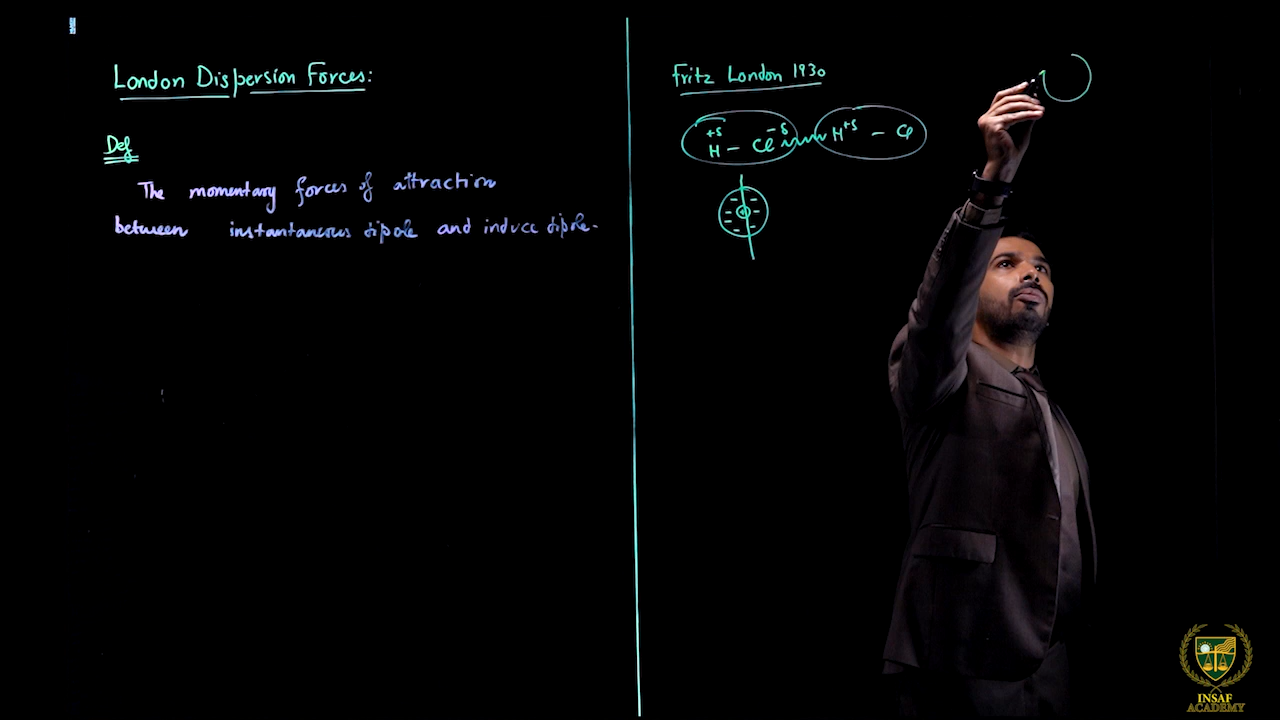 London Dispersion Forces:
Def
The momentary forces of attraction
between instantaneous dipole and induce dipole.
Fritz London 1930
+δ H – Cl -δ H +δ – Cl
INSAF
ACADEMY